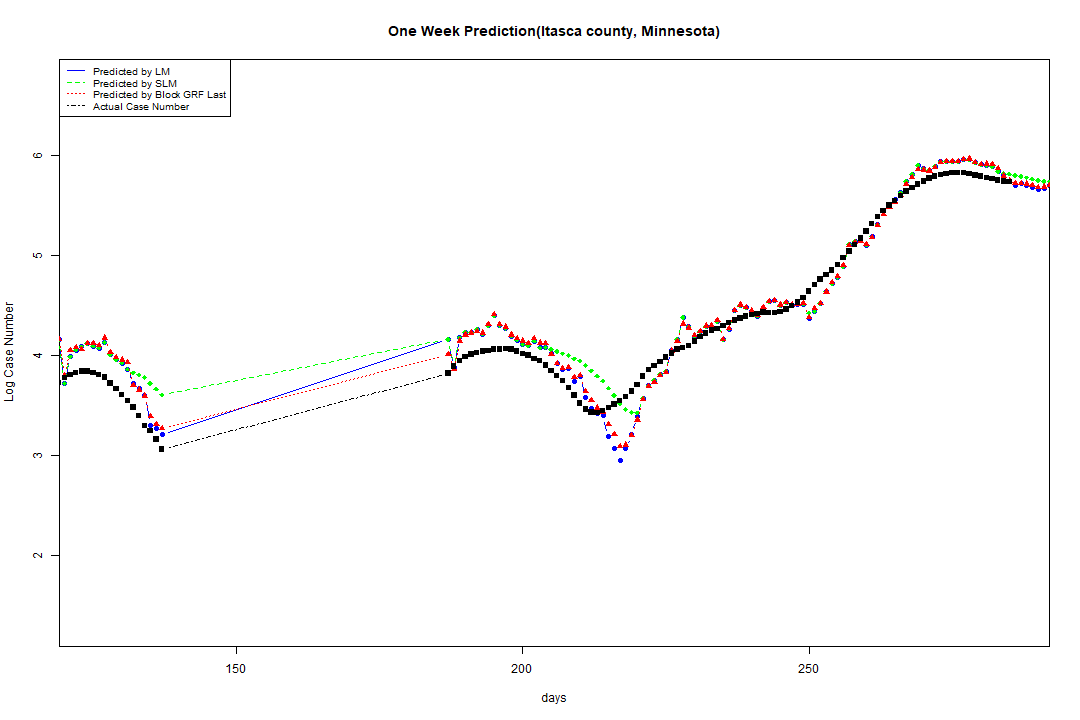 One Week Prediction(Itasca county, Minnesota)
Predicted by LM
Predicted by SLM
Predicted by Block GRF Last
Actual Case Number
6
5
4
3
2
Log Case Number
150
200
250
days